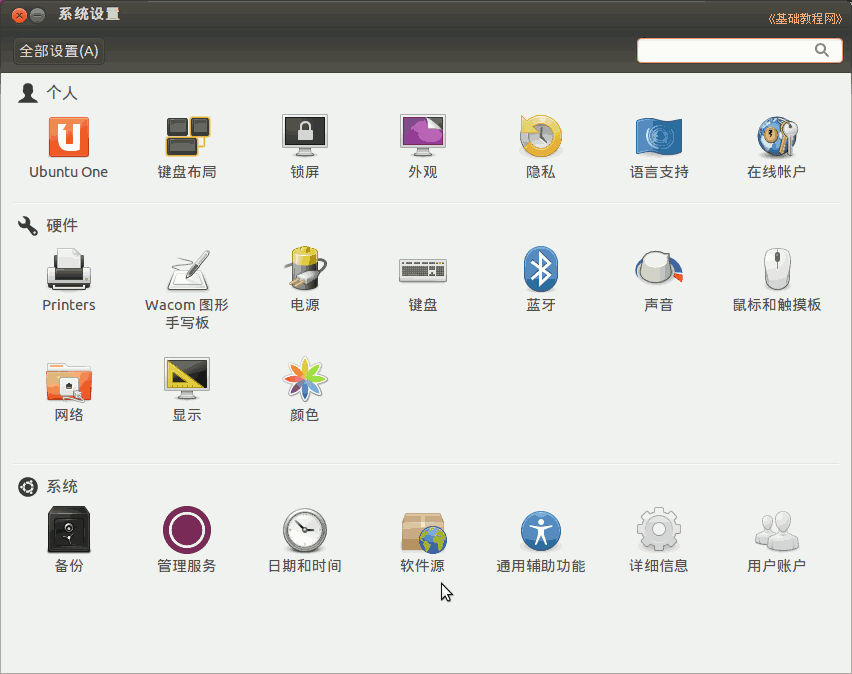 系统设置
《基础教程网》
全部设置(A)
个人
Ubuntu One
键盘布局
锁屏
外观
隐私
语言支持
在线帐户
硬件
Printers
Wacom 图形
手写板
电源
键盘
蓝牙
声音
鼠标和触摸板
网络
显示
颜色
系统
备份
管理服务
日期和时间
软件源
通用辅助功能
详细信息
用户账户